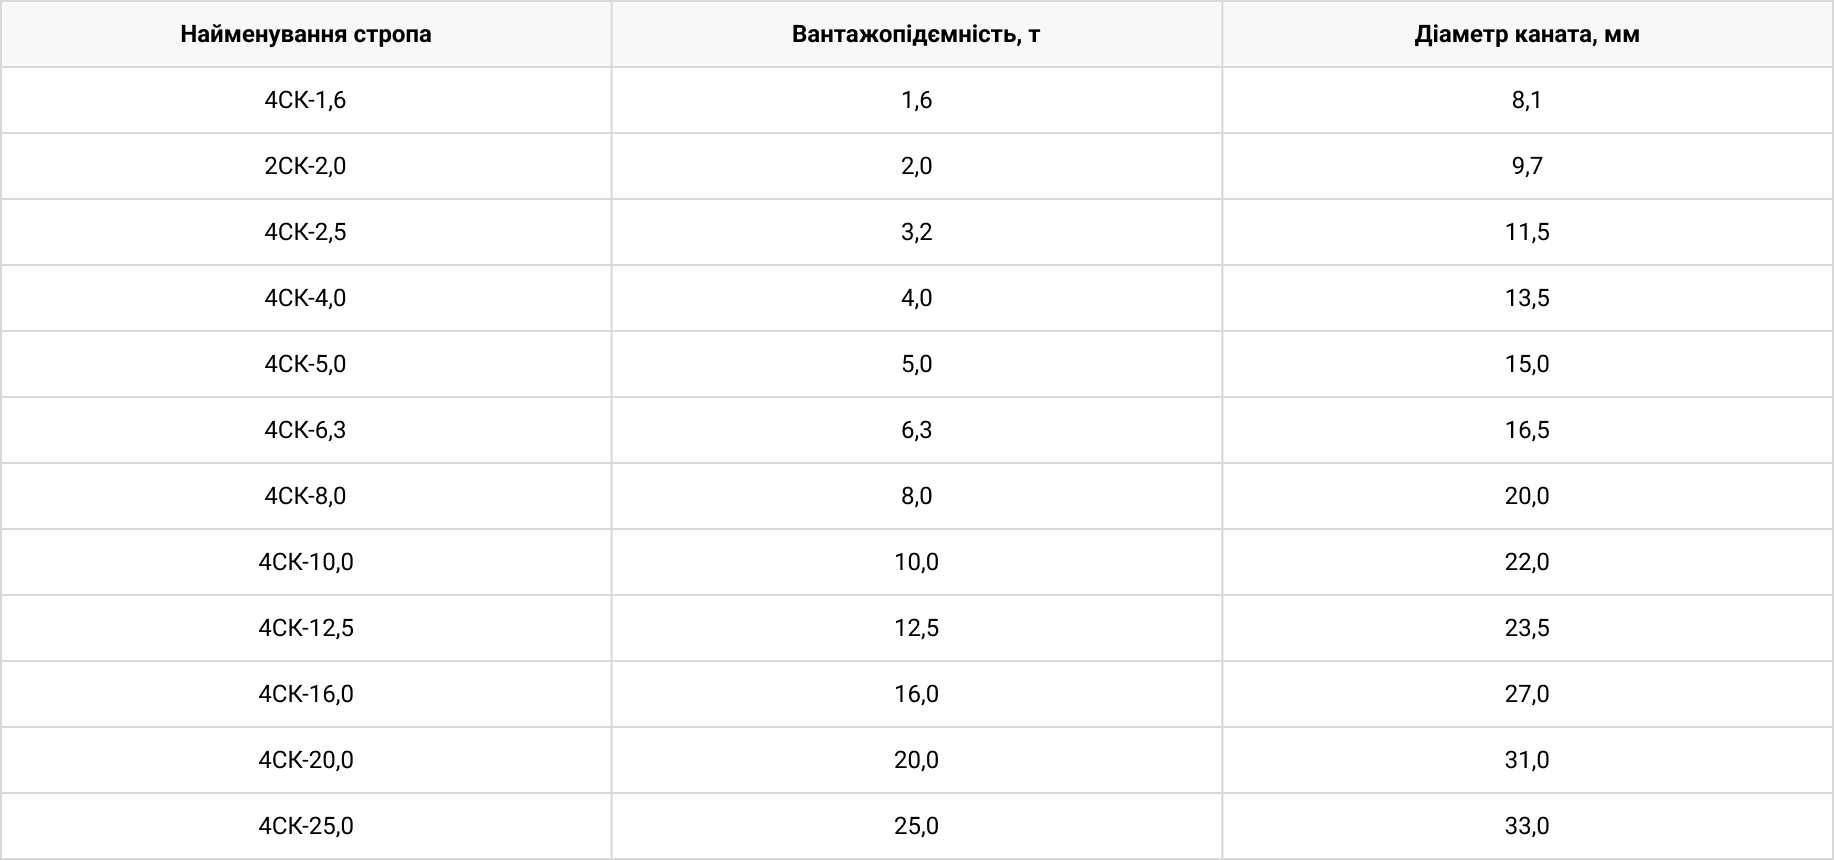 Найменування стропа Вантажопідємність, т Діаметр каната, мм
4СК-1,6 1,6 8,1
2СК-2,0 2,0 9,7
4СК-2,5 3,2 11,5
4СК-4,0 4,0 13,5
4СК-5,0 5,0 15,0
4СК-6,3 6,3 16,5
4СК-8,0 8,0 20,0
4СК-10,0 10,0 22,0
4СК-12,5 12,5 23,5
4СК-16,0 16,0 27,0
4СК-20,0 20,0 31,0
4СК-25,0 25,0 33,0